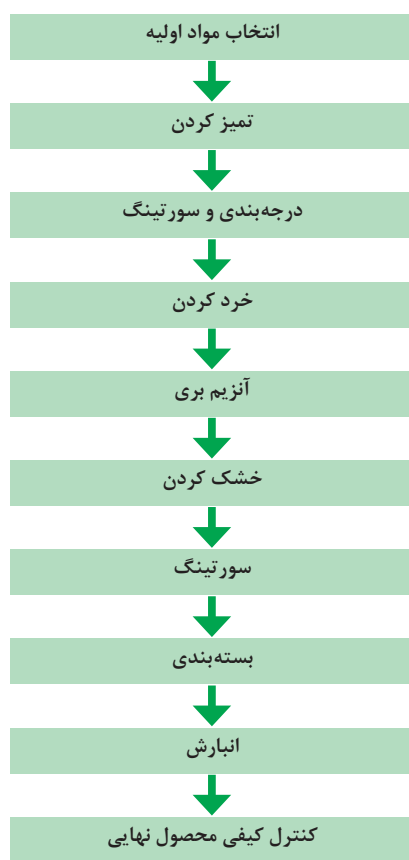 انتخاب مواد اولیه
تمیز کردن
درجه‌بندی و سورتینگ
خرد کردن
آنزیم بری
خشک کردن
سورتینگ
بسته‌بندی
انبارش
کنترل کیفی محصول نهایی